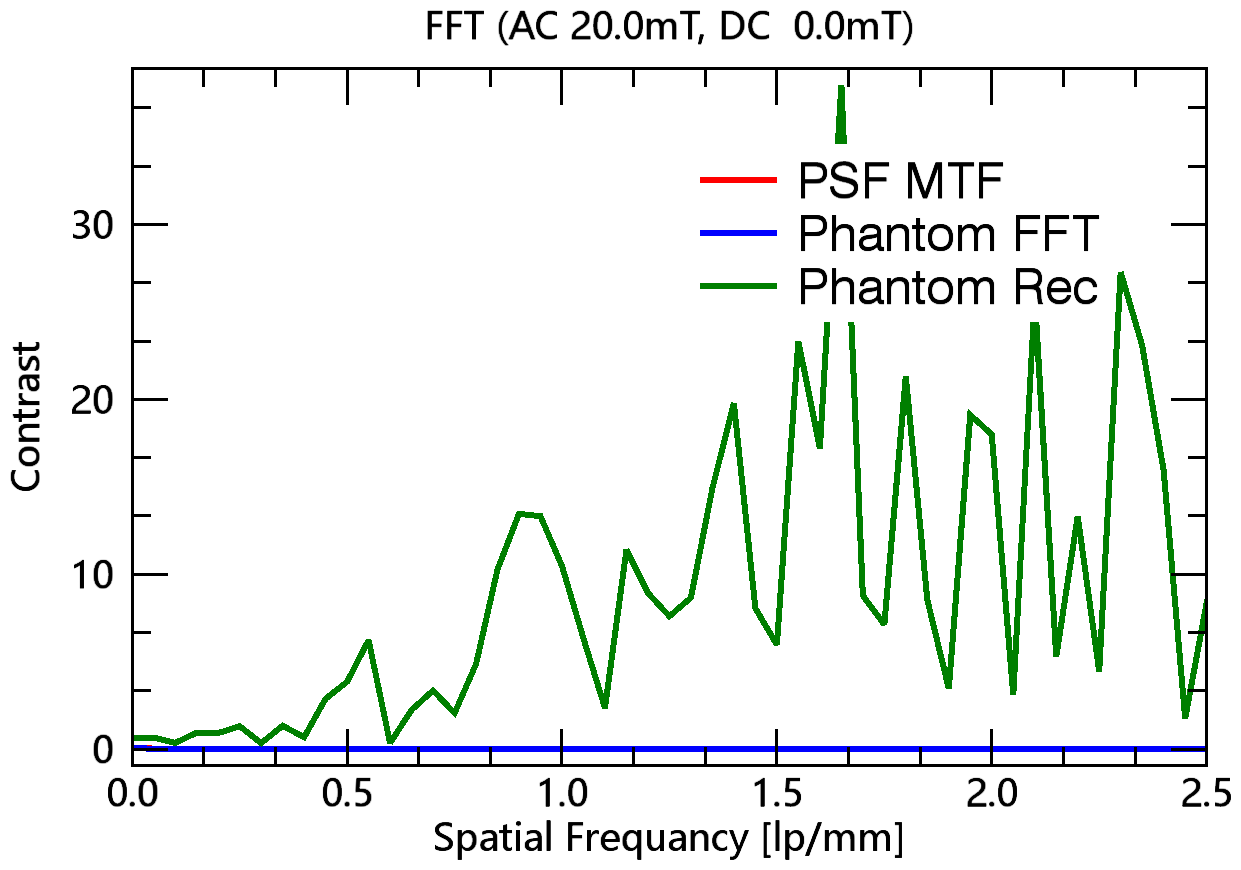 FFT (AC 20.0mT, DC  0.0mT)
PSF MTF
Phantom FFT
Phantom Rec
Contrast
30
20
10
0
0.0 0.5 1.0 1.5 2.0 2.5
Spatial Frequancy [lp/mm]